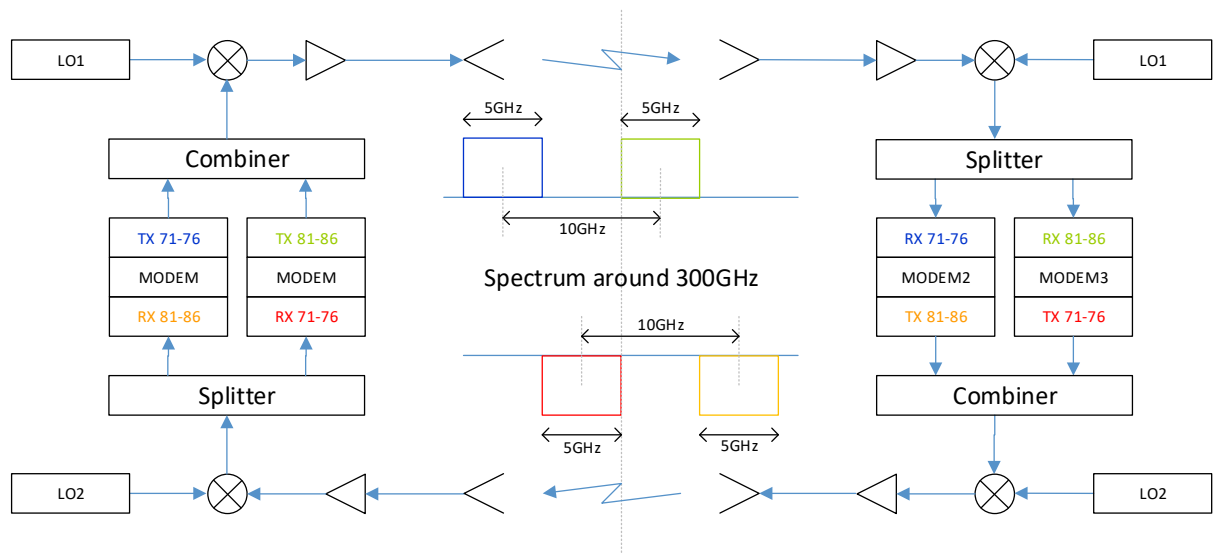 LO1
LO1
5GHz
5GHz
Combiner
Splitter
10GHz
TX 71-76
TX 81-86
RX 71-76
RX 81-86
MODEM
MODEM
Spectrum around 300GHz
MODEM2
MODEM3
RX 81-86
RX 71-76
TX 81-86
TX 71-76
10GHz
Splitter
Combiner
5GHz
5GHz
LO2
LO2